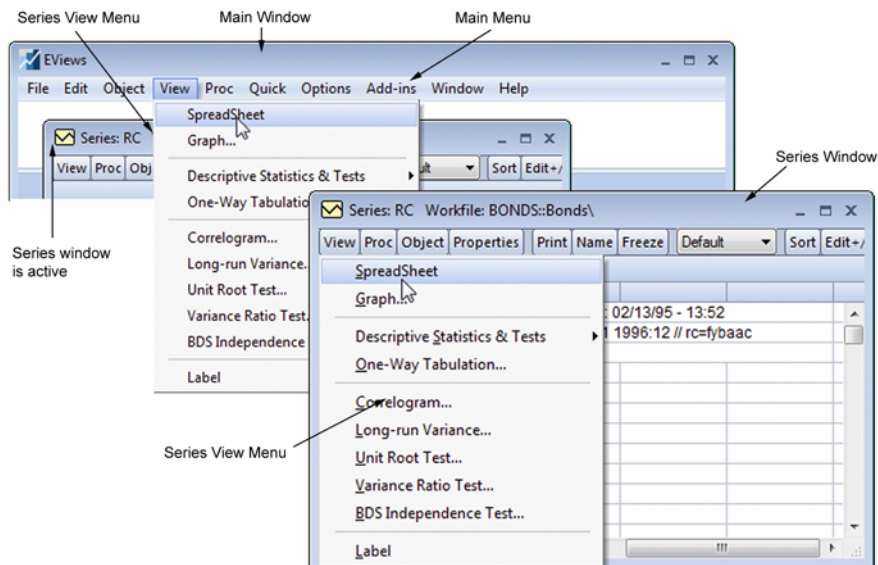 Series View Menu
Main Window
Main Menu
EViews
File Edit Object View Proc Quick Options Add-ins Window Help
SpreadSheet
Graph...
Descriptive Statistics & Tests
One-Way
Correlogram...
Long-run Variance.
Unit Root Test...
Variance Ratio Test.
BDS Independence
Label
Series: RC
View Proc Obj
Sort Edit+/
Series window
is active
Series Window
Series: RC Workfile: BONDS::Bonds\
View Proc Object Properties Print Name Freeze Default Sort Edit+/
SpreadSheet
Graph...
Descriptive Statistics & Tests
One-Way Tabulation...
Correlogram...
Long-run Variance...
Unit Root Test...
Variance Ratio Test...
BDS Independence Test...
Label
: 02/13/95 - 13:52
1 1996:12 // rc=fybaac
Series View Menu